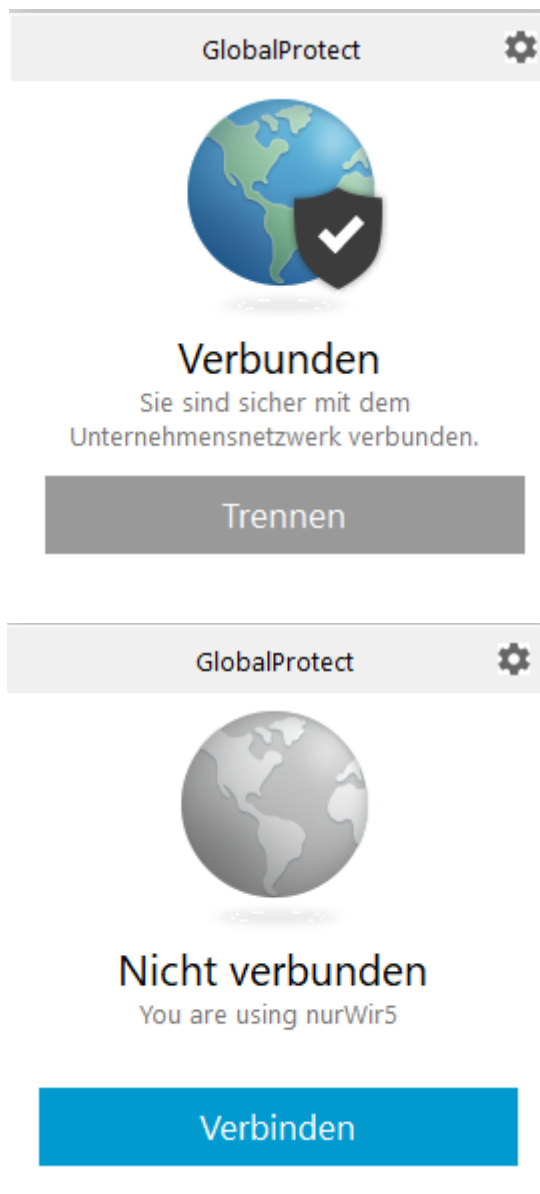 GlobalProtect
Verbunden
Sie sind sicher mit dem
Unternehmensnetzwerk verbunden.
Trennen
GlobalProtect
Nicht verbunden
You are using nurWir5
Verbinden